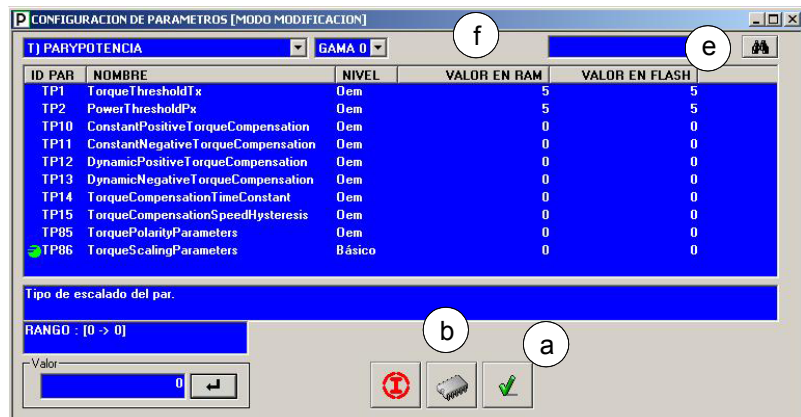 P CONFIGURACION DE PARAMETROS [MODO MODIFICACION]
T) PARYPOTENCIA GAMA 0 f e
ID PAR NOMBRE NIVEL VALOR EN RAM VALOR EN FLASH
TP1 TorqueThresholdTx Oem 5 5
TP2 PowerThresholdPx Oem 5 5
TP10 ConstantPositiveTorqueCompensation Oem 0 0
TP11 ConstantNegativeTorqueCompensation Oem 0 0
TP12 DynamicPositiveTorqueCompensation Oem 0 0
TP13 DynamicNegativeTorqueCompensation Oem 0 0
TP14 TorqueCompensationTimeConstant Oem 0 0
TP15 TorqueCompensationSpeedHysteresis Oem 0 0
TP85 TorquePolarityParameters Oem 0 0
TP86 TorqueScalingParameters Básico 0 0
Tipo de escalado del par.
RANGO : [0 -> 0]
b a
Valor
0